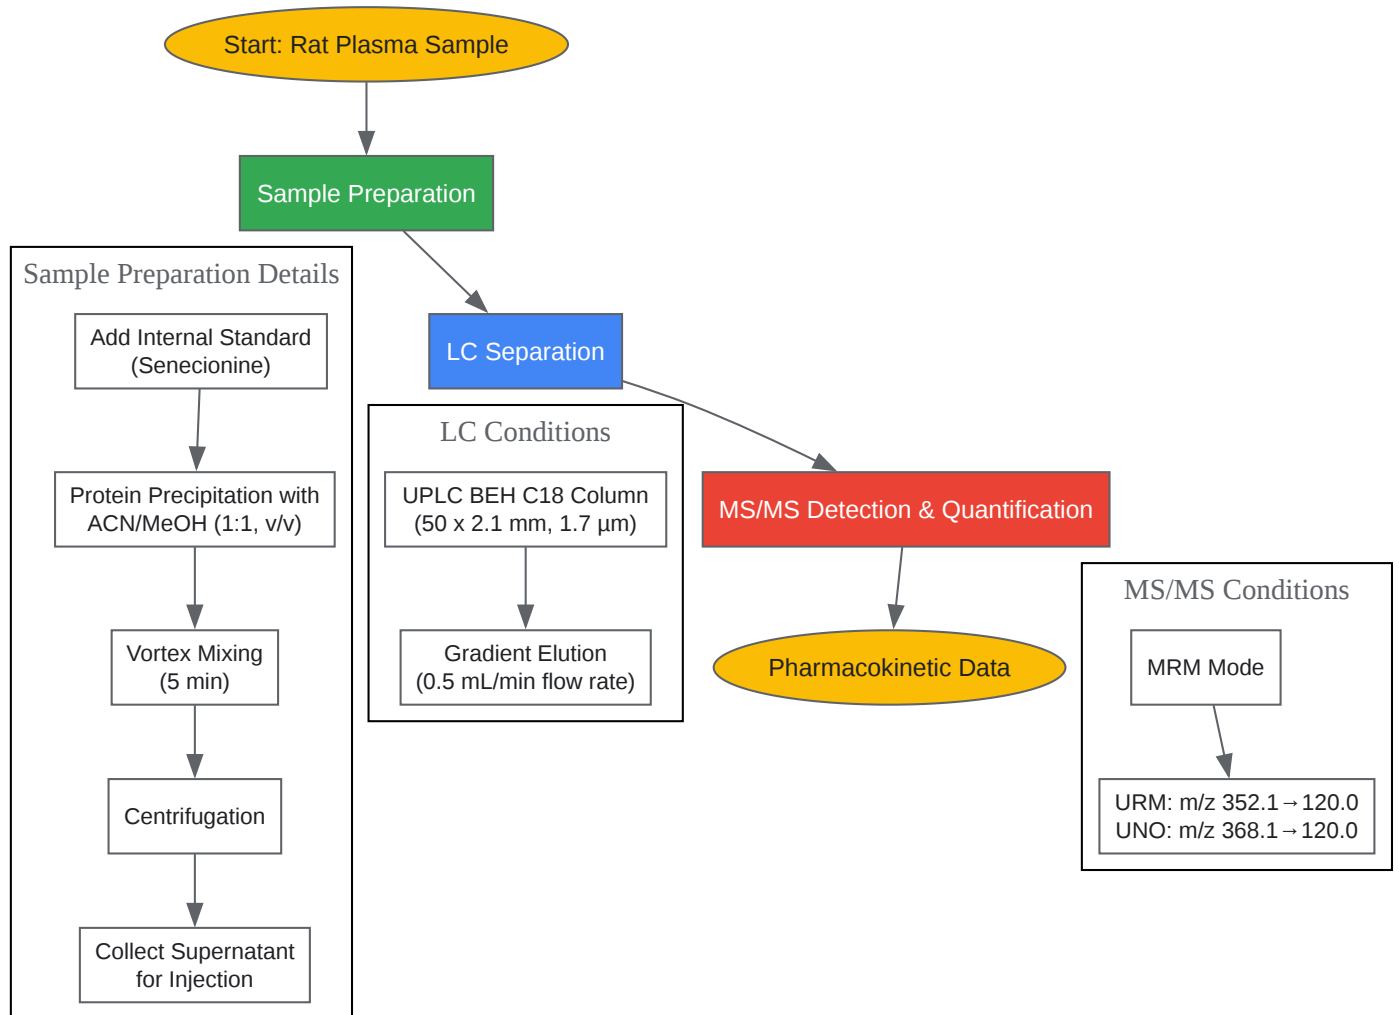 Start: Rat Plasma Sample
Sample Preparation
Sample Preparation Details
Add Internal Standard
(Senecionine)
Protein Precipitation with
ACN/MeOH (1:1, v/v)
Vortex Mixing
(5 min)
Centrifugation
Collect Supernatant
for Injection
LC Separation
LC Conditions
UPLC BEH C18 Column
(50 x 2.1 mm, 1.7 µm)
Gradient Elution
(0.5 mL/min flow rate)
MS/MS Detection & Quantification
Pharmacokinetic Data
MS/MS Conditions
MRM Mode
URM: m/z 352.1→120.0
UNO: m/z 368.1→120.0